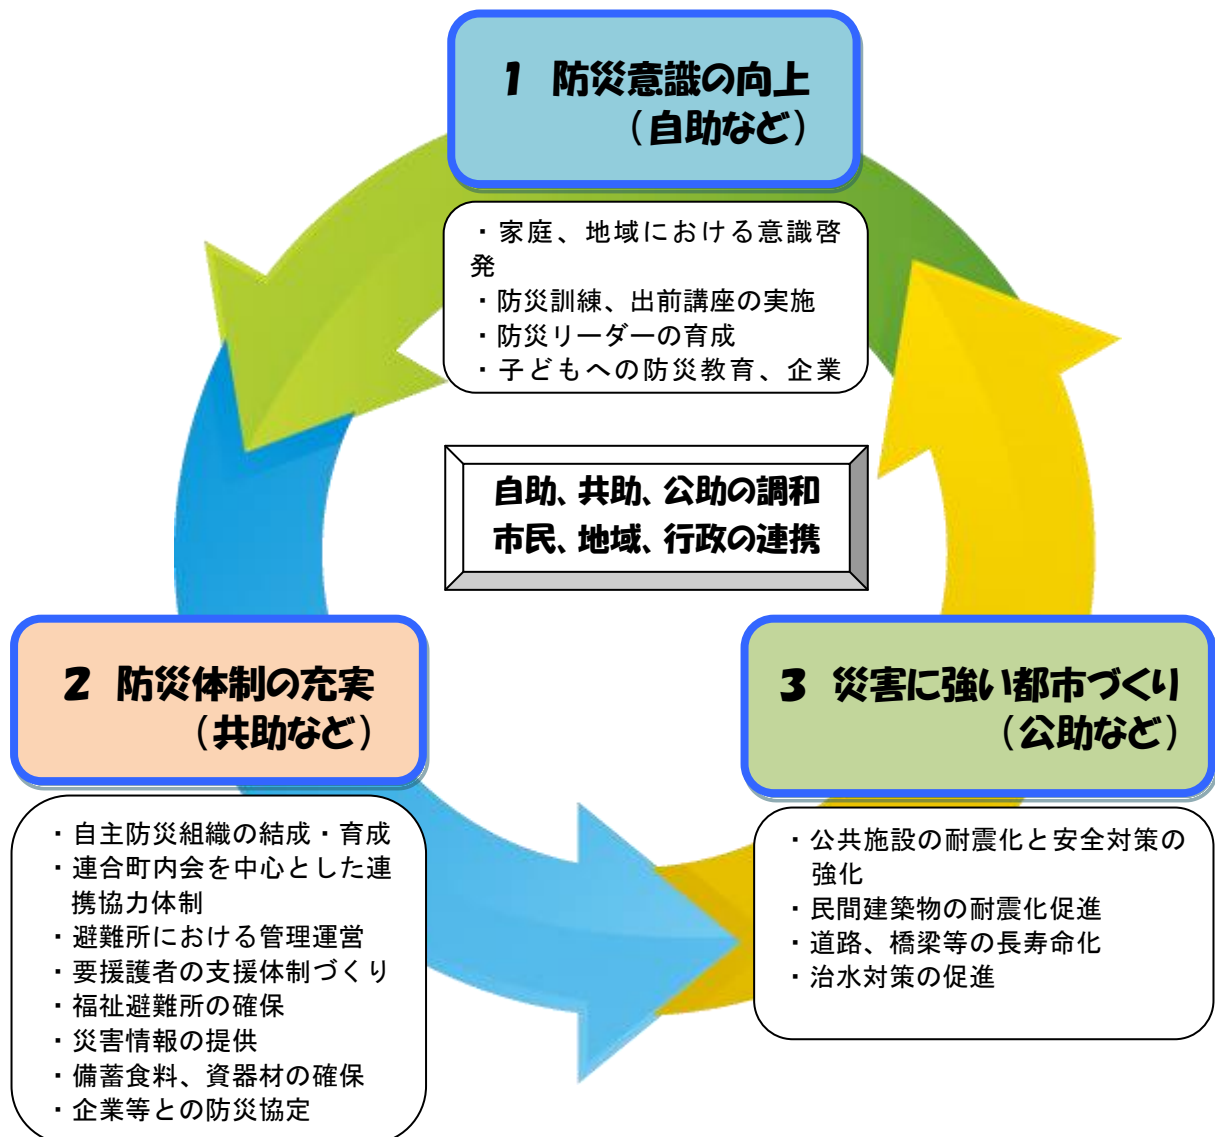 1 防災意識の向上
（自助など）
・家庭、地域における意識啓
発
・防災訓練、出前講座の実施
・防災リーダーの育成
・子どもへの防災教育、企業
自助、共助、公助の調和
市民、地域、行政の連携
2 防災体制の充実
（共助など）
・自主防災組織の結成・育成
・連合町内会を中心とした連
携協力体制
・避難所における管理運営
・要援護者の支援体制づくり
・福祉避難所の確保
・災害情報の提供
・備蓄食料、資器材の確保
・企業等との防災協定
3 災害に強い都市づくり
（公助など）
・公共施設の耐震化と安全対策の
強化
・民間建築物の耐震化促進
・道路、橋梁等の長寿命化
・治水対策の促進